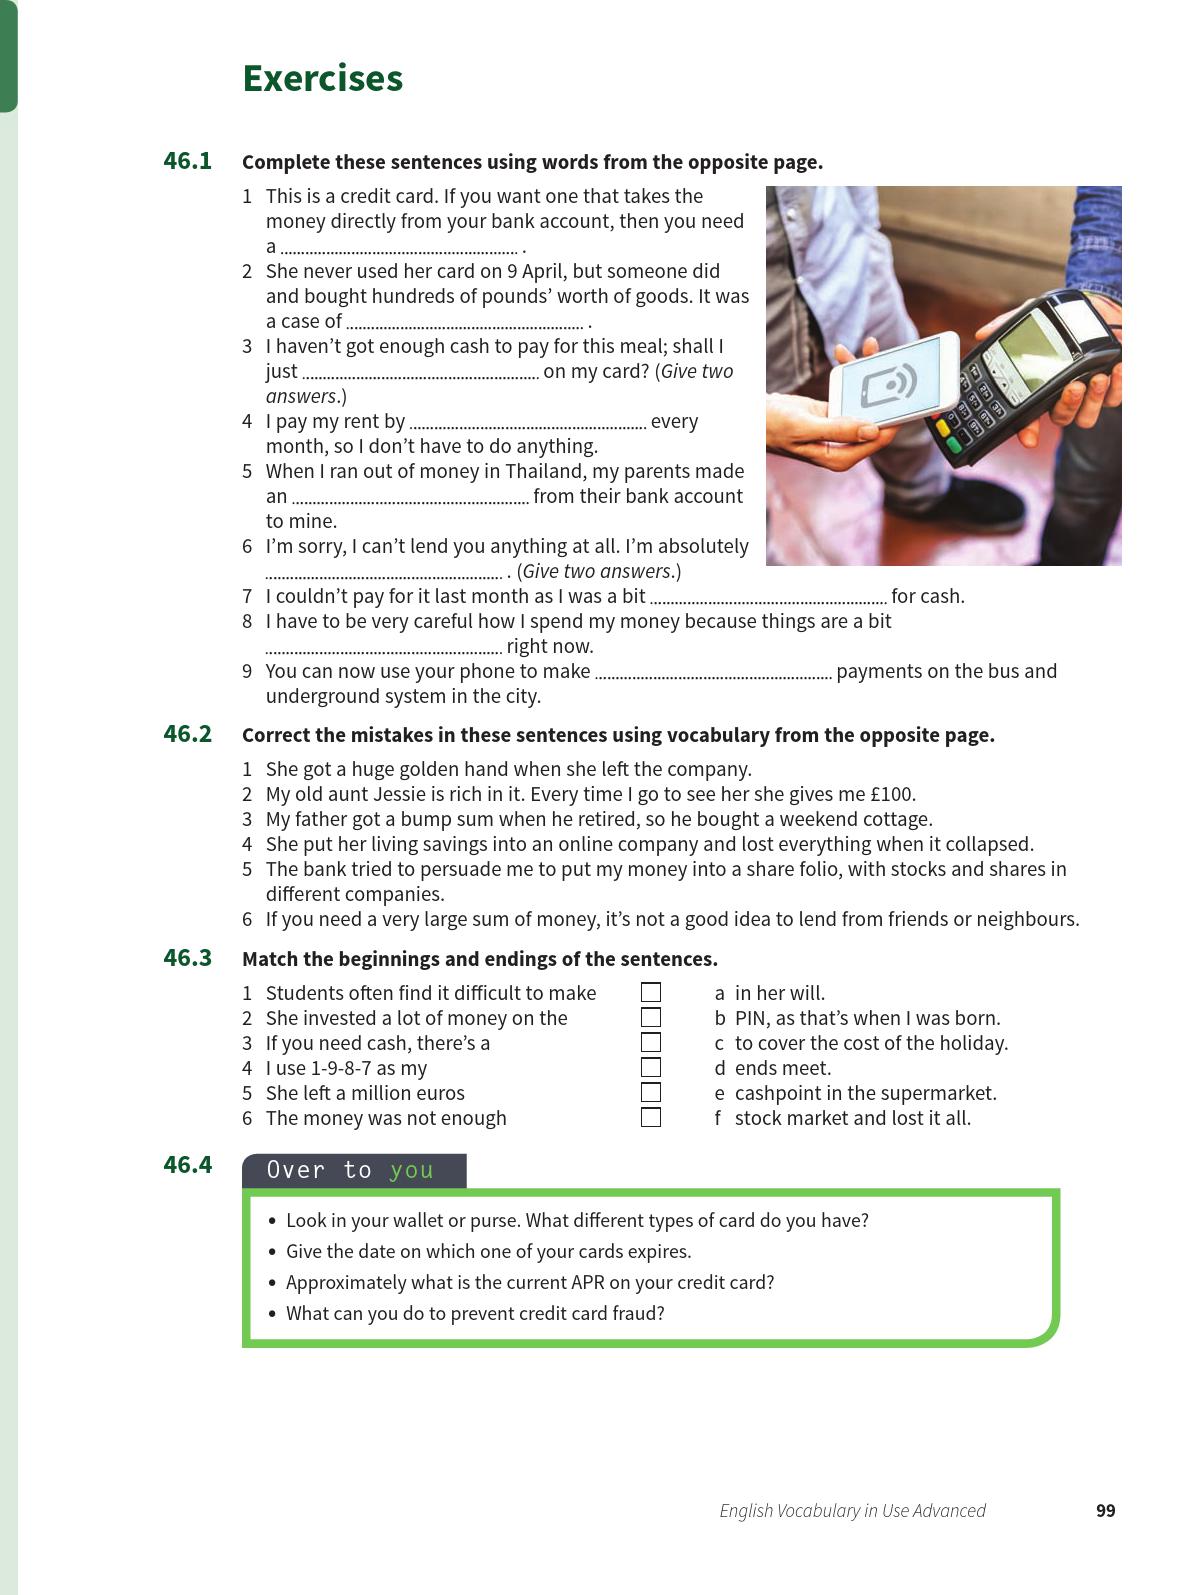 Exercises
46.1 Complete these sentences using words from the opposite page.
1 This is a credit card. If you want one that takes the
money directly from your bank account, then you need
a ........................................................ .
2 She never used her card on 9 April, but someone did
and bought hundreds of pounds’ worth of goods. It was
a case of ........................................................ .
3 I haven’t got enough cash to pay for this meal; shall I
just ........................................................ on my card? (Give two
answers.)
4 I pay my rent by ........................................................ every
month, so I don’t have to do anything.
5 When I ran out of money in Thailand, my parents made
an ........................................................ from their bank account
to mine.
6 I’m sorry, I can’t lend you anything at all. I’m absolutely
........................................................ . (Give two answers.)
7 I couldn’t pay for it last month as I was a bit ........................................................ for cash.
8 I have to be very careful how I spend my money because things are a bit
........................................................ right now.
9 You can now use your phone to make ........................................................ payments on the bus and
underground system in the city.
46.2 Correct the mistakes in these sentences using vocabulary from the opposite page.
1 She got a huge golden hand when she left the company.
2 My old aunt Jessie is rich in it. Every time I go to see her she gives me £100.
3 My father got a bump sum when he retired, so he bought a weekend cottage.
4 She put her living savings into an online company and lost everything when it collapsed.
5 The bank tried to persuade me to put my money into a share folio, with stocks and shares in
different companies.
6 If you need a very large sum of money, it’s not a good idea to lend from friends or neighbours.
46.3 Match the beginnings and endings of the sentences.
1 Students often find it difficult to make a in her will.
2 She invested a lot of money on the b PIN, as that’s when I was born.
3 If you need cash, there’s a c to cover the cost of the holiday.
4 I use 1-9-8-7 as my d ends meet.
5 She left a million euros e cashpoint in the supermarket.
6 The money was not enough f stock market and lost it all.
46.4 Over to you
• Look in your wallet or purse. What different types of card do you have?
• Give the date on which one of your cards expires.
• Approximately what is the current APR on your credit card?
• What can you do to prevent credit card fraud?
English Vocabulary in Use Advanced 99